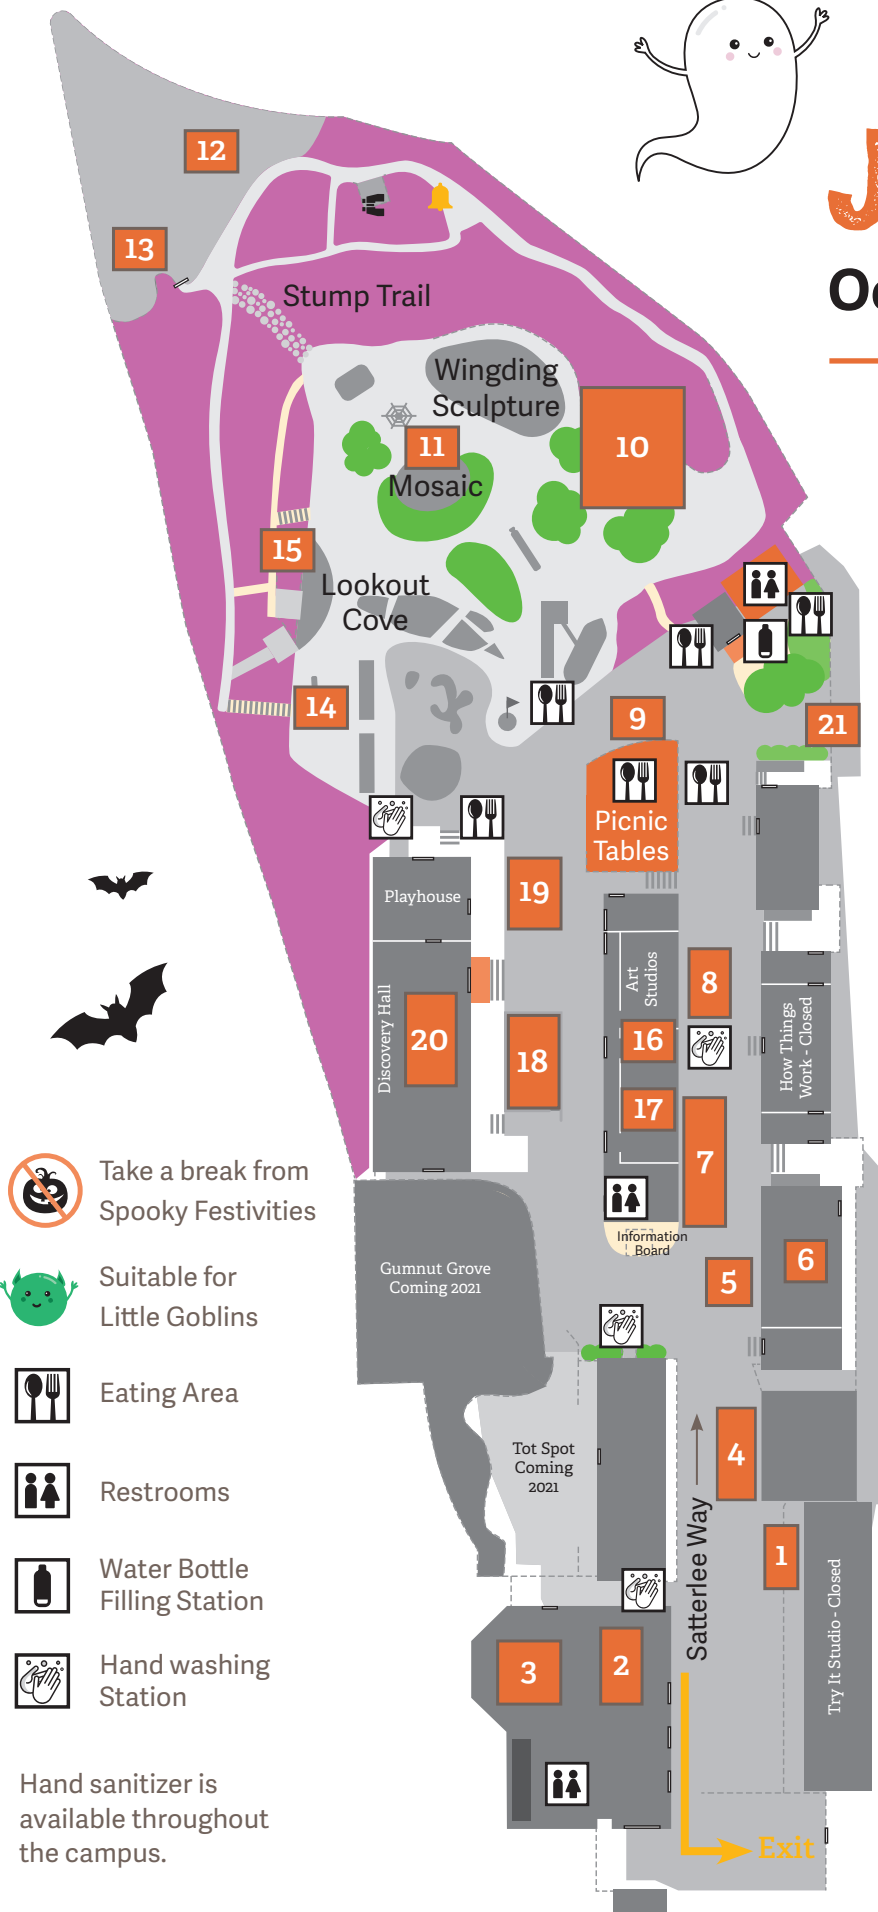 J
Oc
12
13
Stump Trail
Wingding
Sculpture
10
11
Mosaic
15
Lookout
Cove
14
9
21
Picnic
Tables
Playhouse
19
Art
Studios
8
Discovery Hall
20
18
16
17
How Things
Work - Closed
7
Take a break from
Spooky Festivities
Information
Board
6
5
Gumnut Grove
Coming 2021
Suitable for
Little Goblins
Eating Area
Tot Spot
Coming
2021
4
Restrooms
Satterlee Way
1
Try It Studio - Closed
Water Bottle
Filling Station
3
2
Hand washing
Station
Hand sanitizer is
available throughout
the campus.
Exit